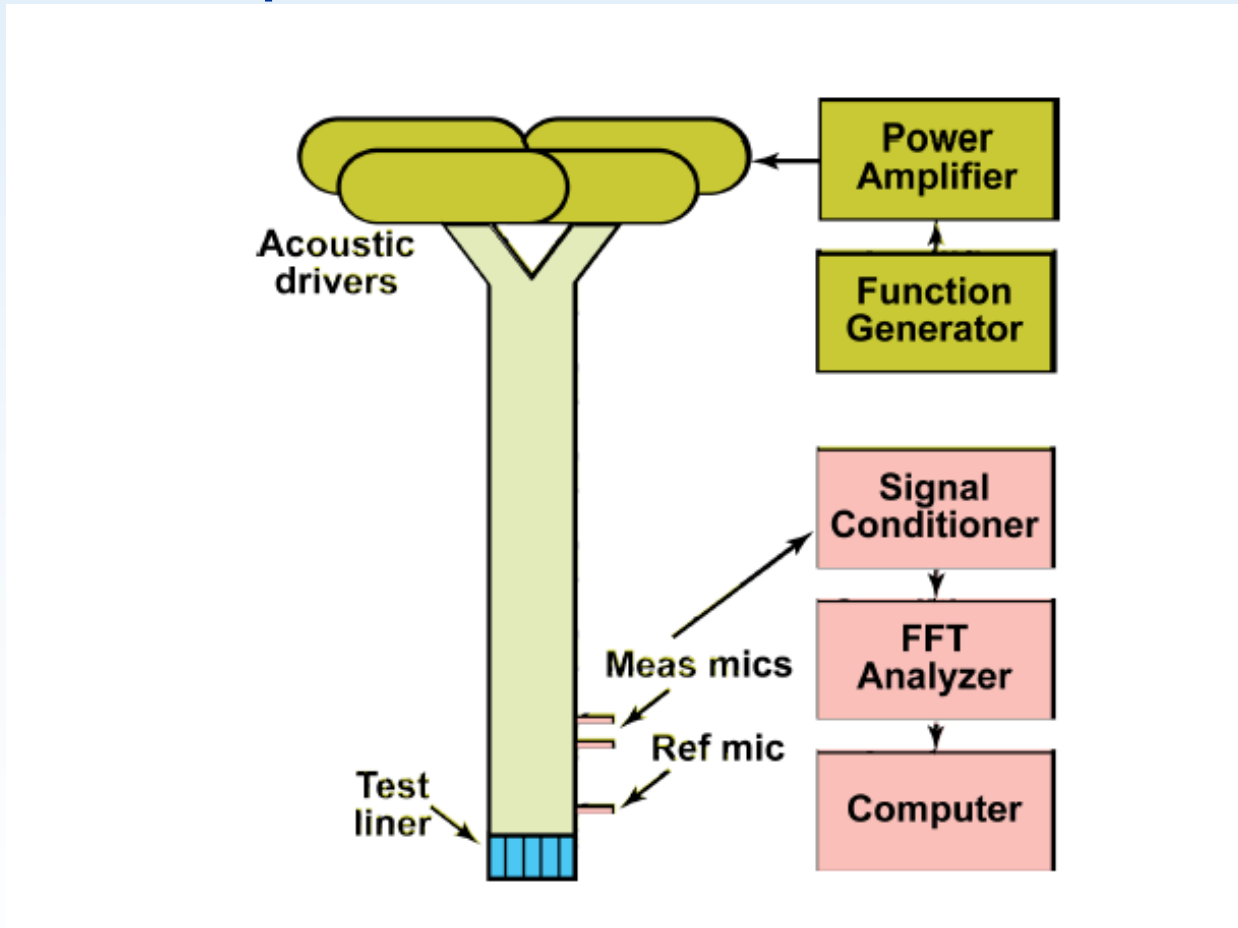 Power
Amplifier
Acoustic
drivers
Function
Generator
Signal
Conditioner
Meas mics
FFT
Analyzer
Ref mic
Test
liner
Computer